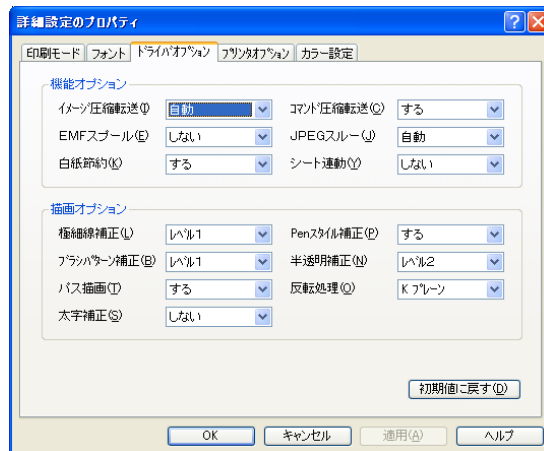 詳細設定のプロパティ
印刷モード フォント ドライバオプション プリンタオプション カラー設定
機能オプション
イメージ圧縮転送(I) 自動 コマンド圧縮転送(C) する
EMFスプール(E) しない JPEGスルー(J) 自動
白紙節約(K) する シート連動(Y) しない
描画オプション
極細線補正(L) レベル1 Penスタイル補正(P) する
ブラシパターン補正(B) レベル1 半透明補正(N) レベル2
パス描画(T) する 反転処理(O) K プレーン
太字補正(S) しない
初期値に戻す(D)
OK キャンセル 適用(A) ヘルプ